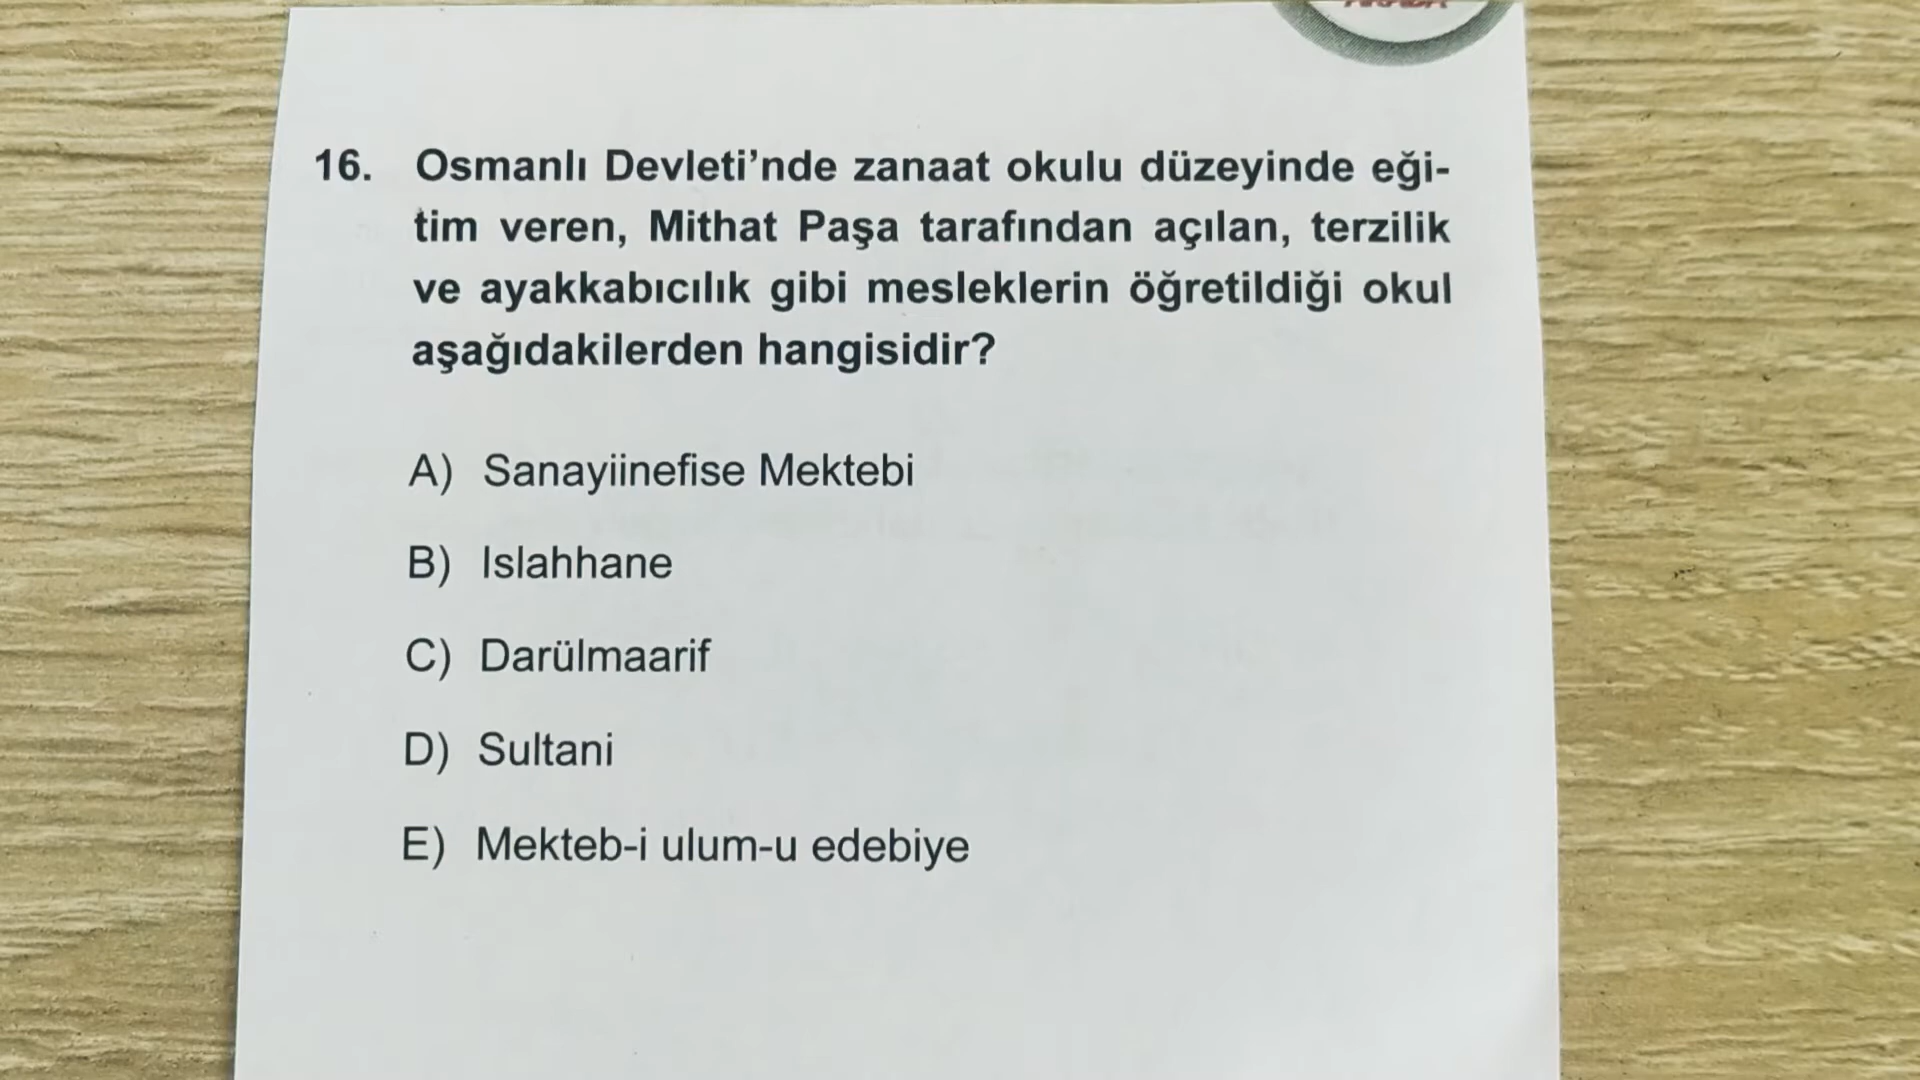 16. Osmanlı Devleti’nde zanaat okulu düzeyinde eği-
tim veren, Mithat Paşa tarafından açılan, terzilik
ve ayakkabıcılık gibi mesleklerin öğretildiği okul
aşağıdakilerden hangisidir?
A) Sanayiinefise Mektebi
B) Islahhane
C) Darülmaarif
D) Sultani
E) Mekteb-i ulum-u edebiye